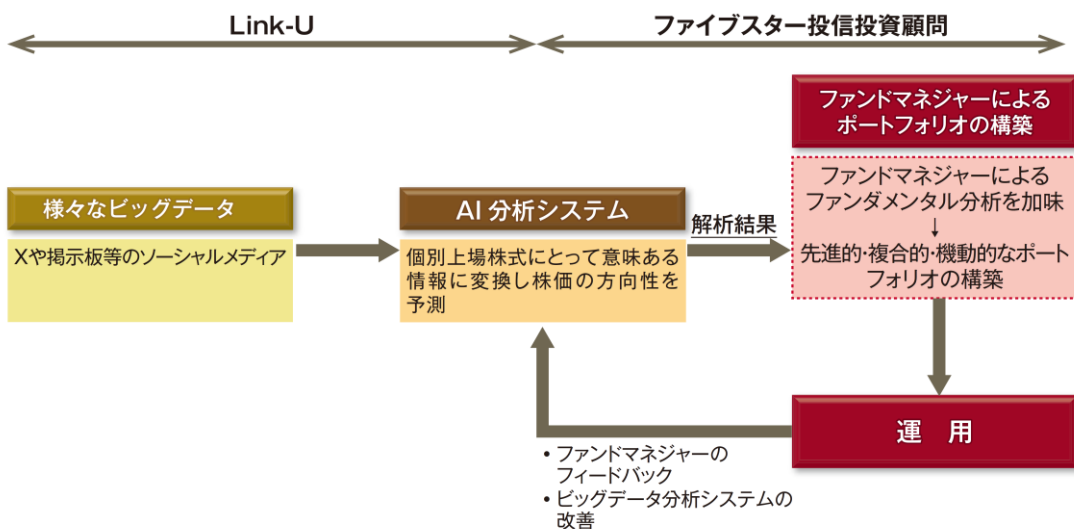 Link-U
ファイブスター投信投資顧問
ファンドマネジャーによる
ポートフォリオの構築
様々なビッグデータ
Xや掲示板等のソーシャルメディア
AI分析システム
個別上場株式にとって意味ある
情報に変換し株価の方向性を
予測
解析結果
ファンドマネジャーによる
ファンダメンタル分析を加味
↓
先進的・複合的・機動的なポート
フォリオの構築
運　用
• ファンドマネジャーの
フィードバック
• ビッグデータ分析システムの
改善